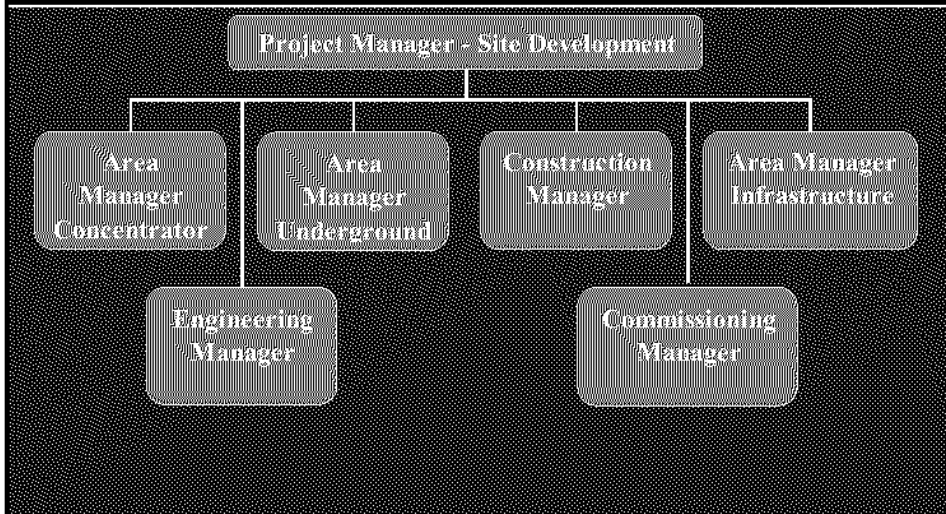 Project Manager - Site Development
Area
Manager
Concentrator
Area
Manager
Underground
Construction
Manager
Area Manager
Infrastructure
Engineering
Manager
Commissioning
Manager